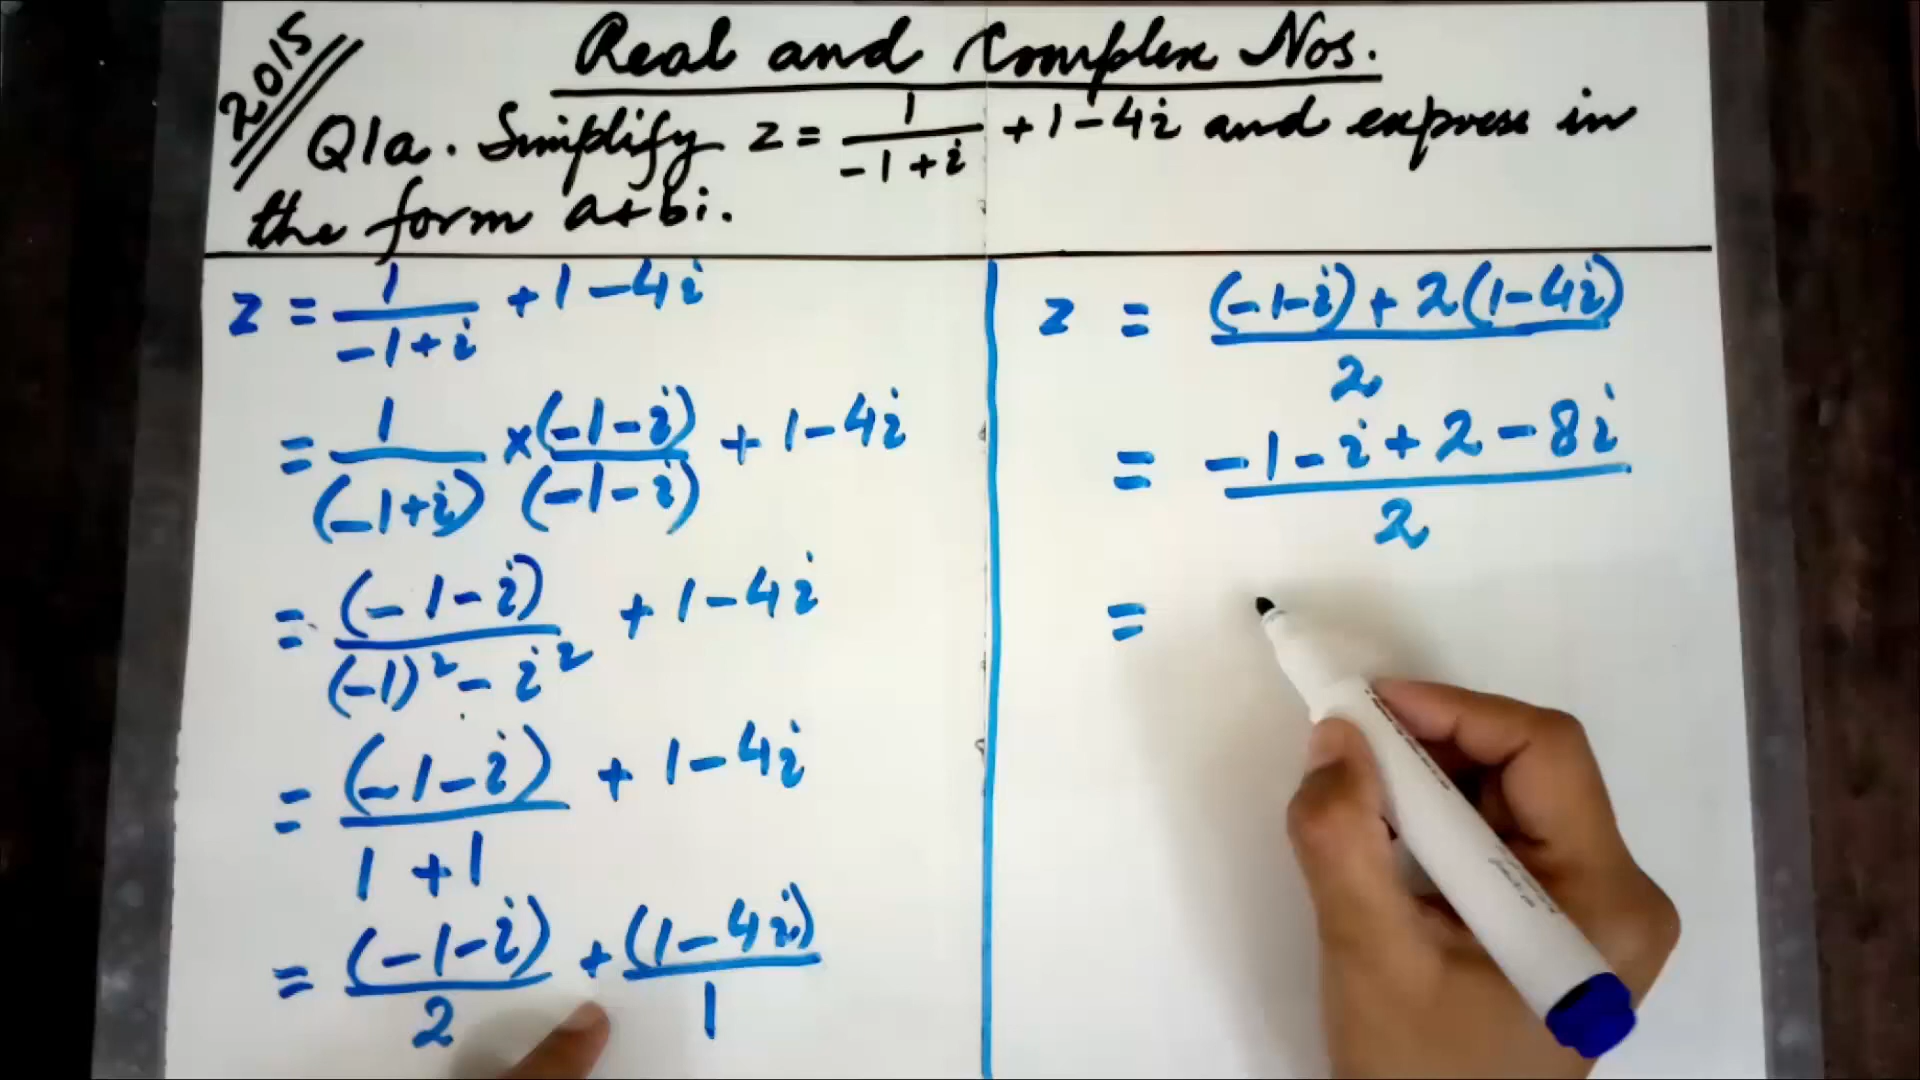 2015
Real and Complex Nos.
Q1a. Simplify z = 1/(-1+i) + 1-4i and express in
the form a+bi.
z = 1/(-1+i) + 1-4i
= 1/(-1+i) × (-1-i)/(-1-i) + 1-4i
= (-1-i)/((-1)² - i²) + 1-4i
= (-1-i)/(1+1) + 1-4i
= (-1-i)/2 + (1-4i)/1
z = ((-1-i)+2(1-4i))/2
= (-1-i+2-8i)/2
=